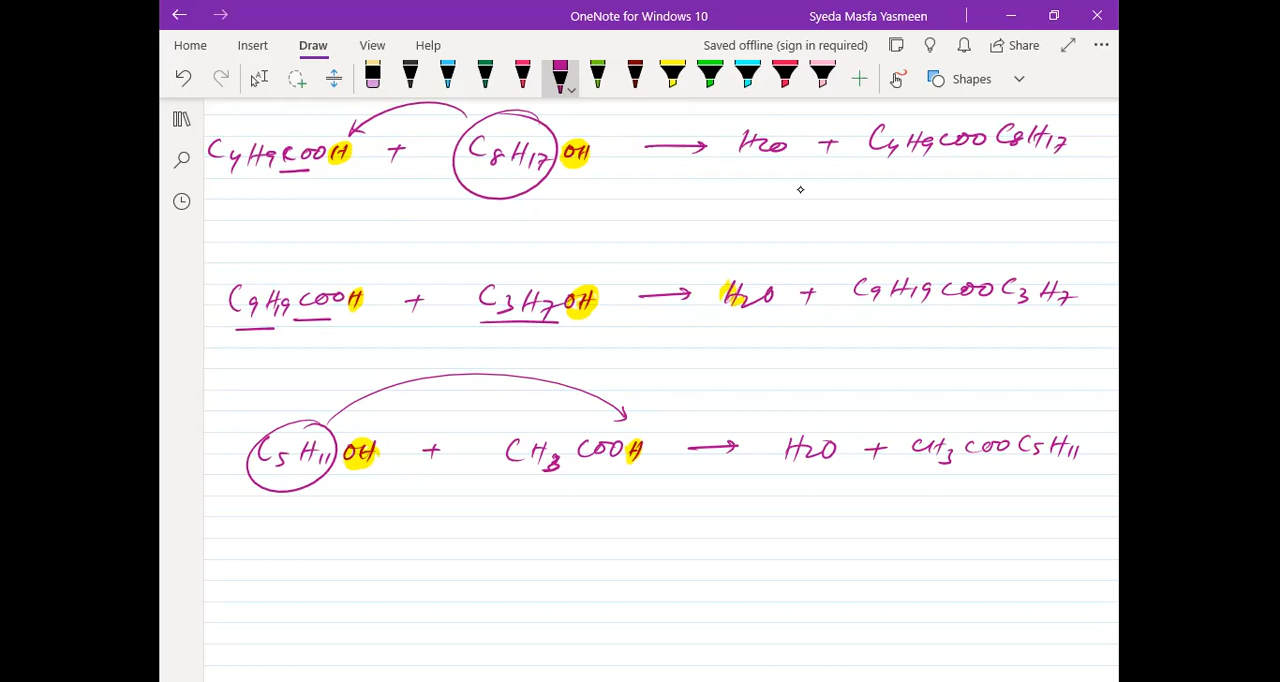 OneNote for Windows 10 Syeda Masfa Yasmeen
Home Insert Draw View Help Saved offline (sign in required) Share
Shapes
C4H9COOH + C8H17OH → H2O + C4H9COOC8H17
C9H19COOH + C3H7OH → H2O + C9H19COOC3H7
C5H11OH + CH3COOH → H2O + CH3COOC5H11